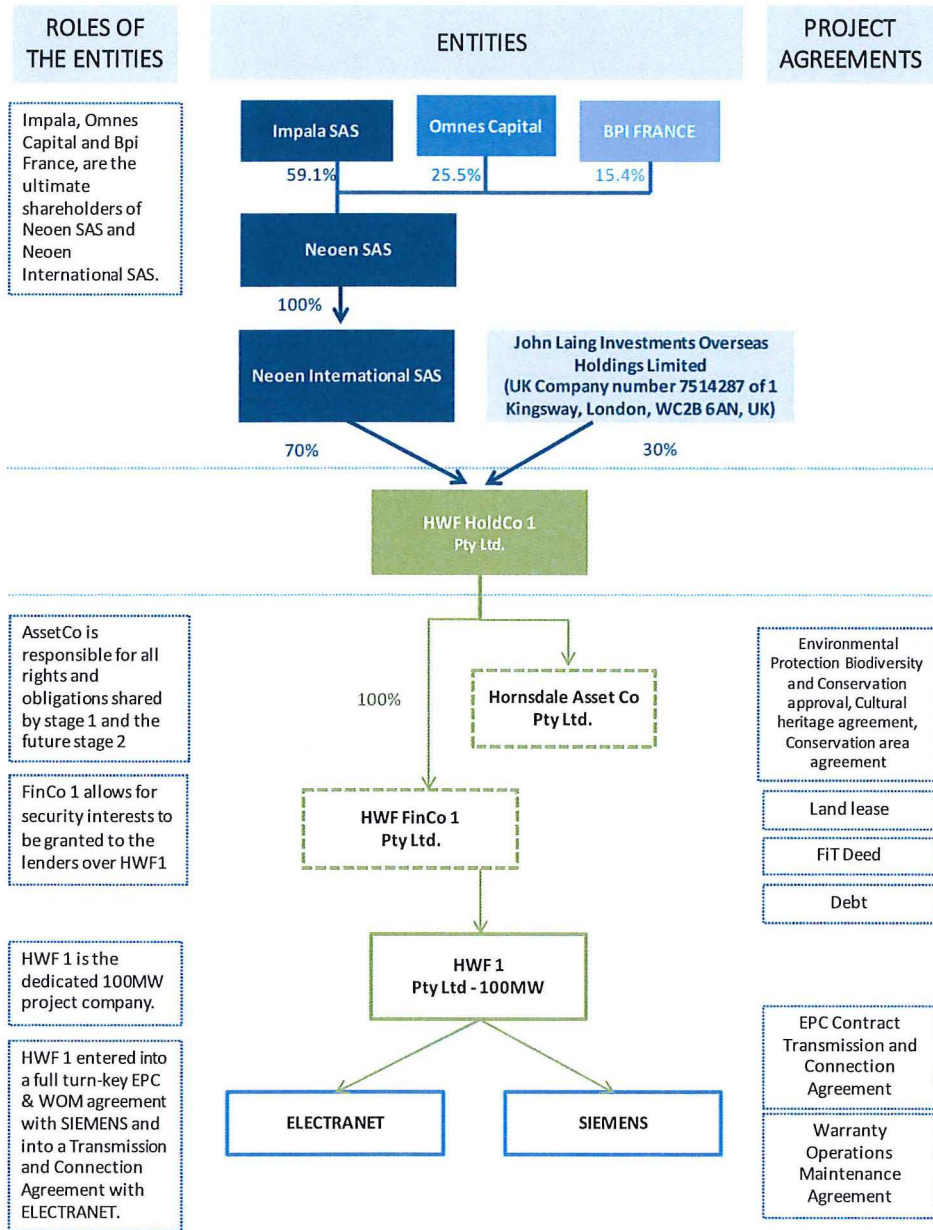 ROLES OF
THE ENTITIES
ENTITIES
PROJECT
AGREEMENTS
Impala, Omnes
Capital and Bpi
France, are the
ultimate
shareholders of
Neoen SAS and
Neoen
International SAS.
Impala SAS
Omnes Capital
BPI FRANCE
59.1%
25.5%
15.4%
Neoen SAS
100%
Neoen International SAS
John Laing Investments Overseas
Holdings Limited
(UK Company number 7514287 of 1
Kingsway, London, WC2B 6AN, UK)
70%
30%
HWF HoldCo 1
Pty Ltd.
AssetCo is
responsible for all
rights and
obligations shared
by stage 1 and the
future stage 2
100%
Hornsdale Asset Co
Pty Ltd.
Environmental
Protection Biodiversity
and Conservation
approval, Cultural
heritage agreement,
Conservation area
agreement
FinCo 1 allows for
security interests to
be granted to the
lenders over HWF1
HWF FinCo 1
Pty Ltd.
Land lease
FiT Deed
Debt
HWF 1 is the
dedicated 100MW
project company.
HWF 1
Pty Ltd - 100MW
HWF 1 entered into
a full turn-key EPC
& WOM agreement
with SIEMENS and
into a Transmission
and Connection
Agreement with
ELECTRANET.
ELECTRANET
SIEMENS
EPC Contract
Transmission and
Connection
Agreement
Warranty
Operations
Maintenance
Agreement